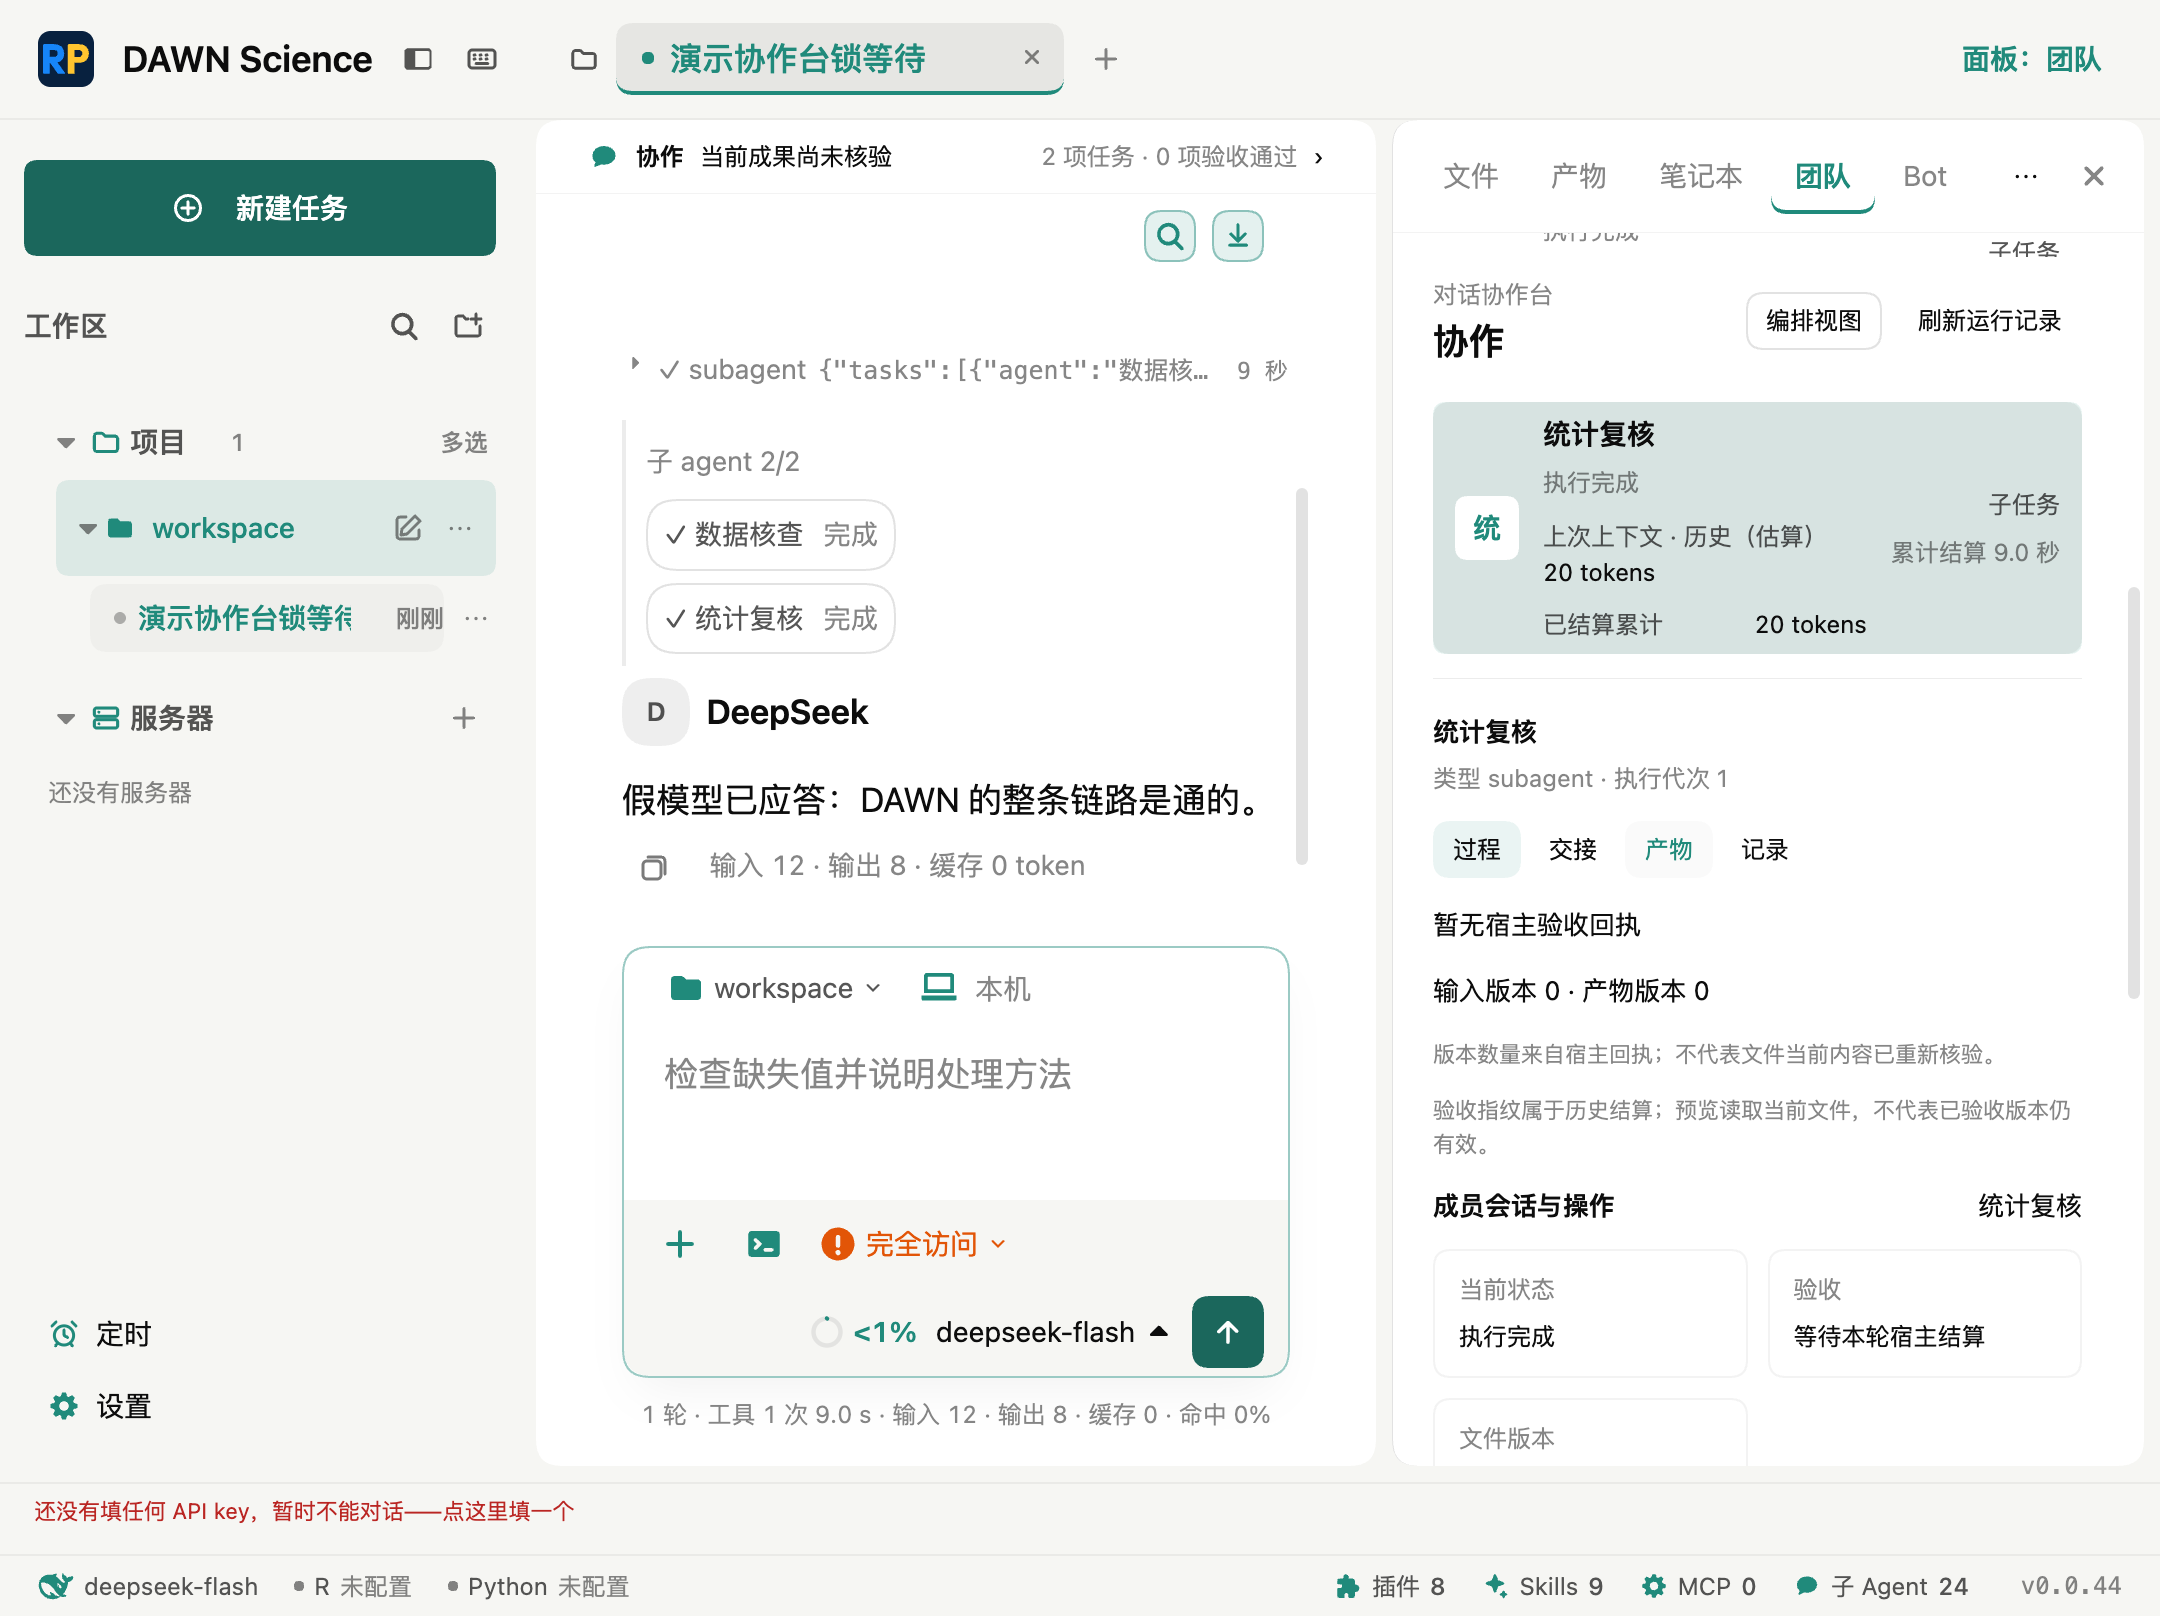 RP DAWN Science
演示协作台锁等待
面板：团队
新建任务
工作区
项目 1 多选
workspace
演示协作台锁等待 刚刚
服务器
还没有服务器
定时
设置
协作 当前成果尚未核验 2 项任务 · 0 项验收通过
subagent {"tasks":[{"agent":"数据核… 9 秒
子 agent 2/2
数据核查 完成
统计复核 完成
D DeepSeek
假模型已应答：DAWN 的整条链路是通的。
输入 12 · 输出 8 · 缓存 0 token
workspace 本机
检查缺失值并说明处理方法
完全访问
<1% deepseek-flash
1 轮 · 工具 1 次 9.0 s · 输入 12 · 输出 8 · 缓存 0 · 命中 0%
文件 产物 笔记本 团队 Bot
执行完成
子任务
对话协作台
协作
编排视图 刷新运行记录
统计复核
执行完成
统
子任务
上次上下文 · 历史（估算）
20 tokens
累计结算 9.0 秒
已结算累计 20 tokens
统计复核
类型 subagent · 执行代次 1
过程 交接 产物 记录
暂无宿主验收回执
输入版本 0 · 产物版本 0
版本数量来自宿主回执；不代表文件当前内容已重新核验。
验收指纹属于历史结算；预览读取当前文件，不代表已验收版本仍
有效。
成员会话与操作 统计复核
当前状态
执行完成
验收
等待本轮宿主结算
文件版本
还没有填任何 API key，暂时不能对话——点这里填一个
deepseek-flash R 未配置 Python 未配置
插件 8 Skills 9 MCP 0 子 Agent 24 v0.0.44